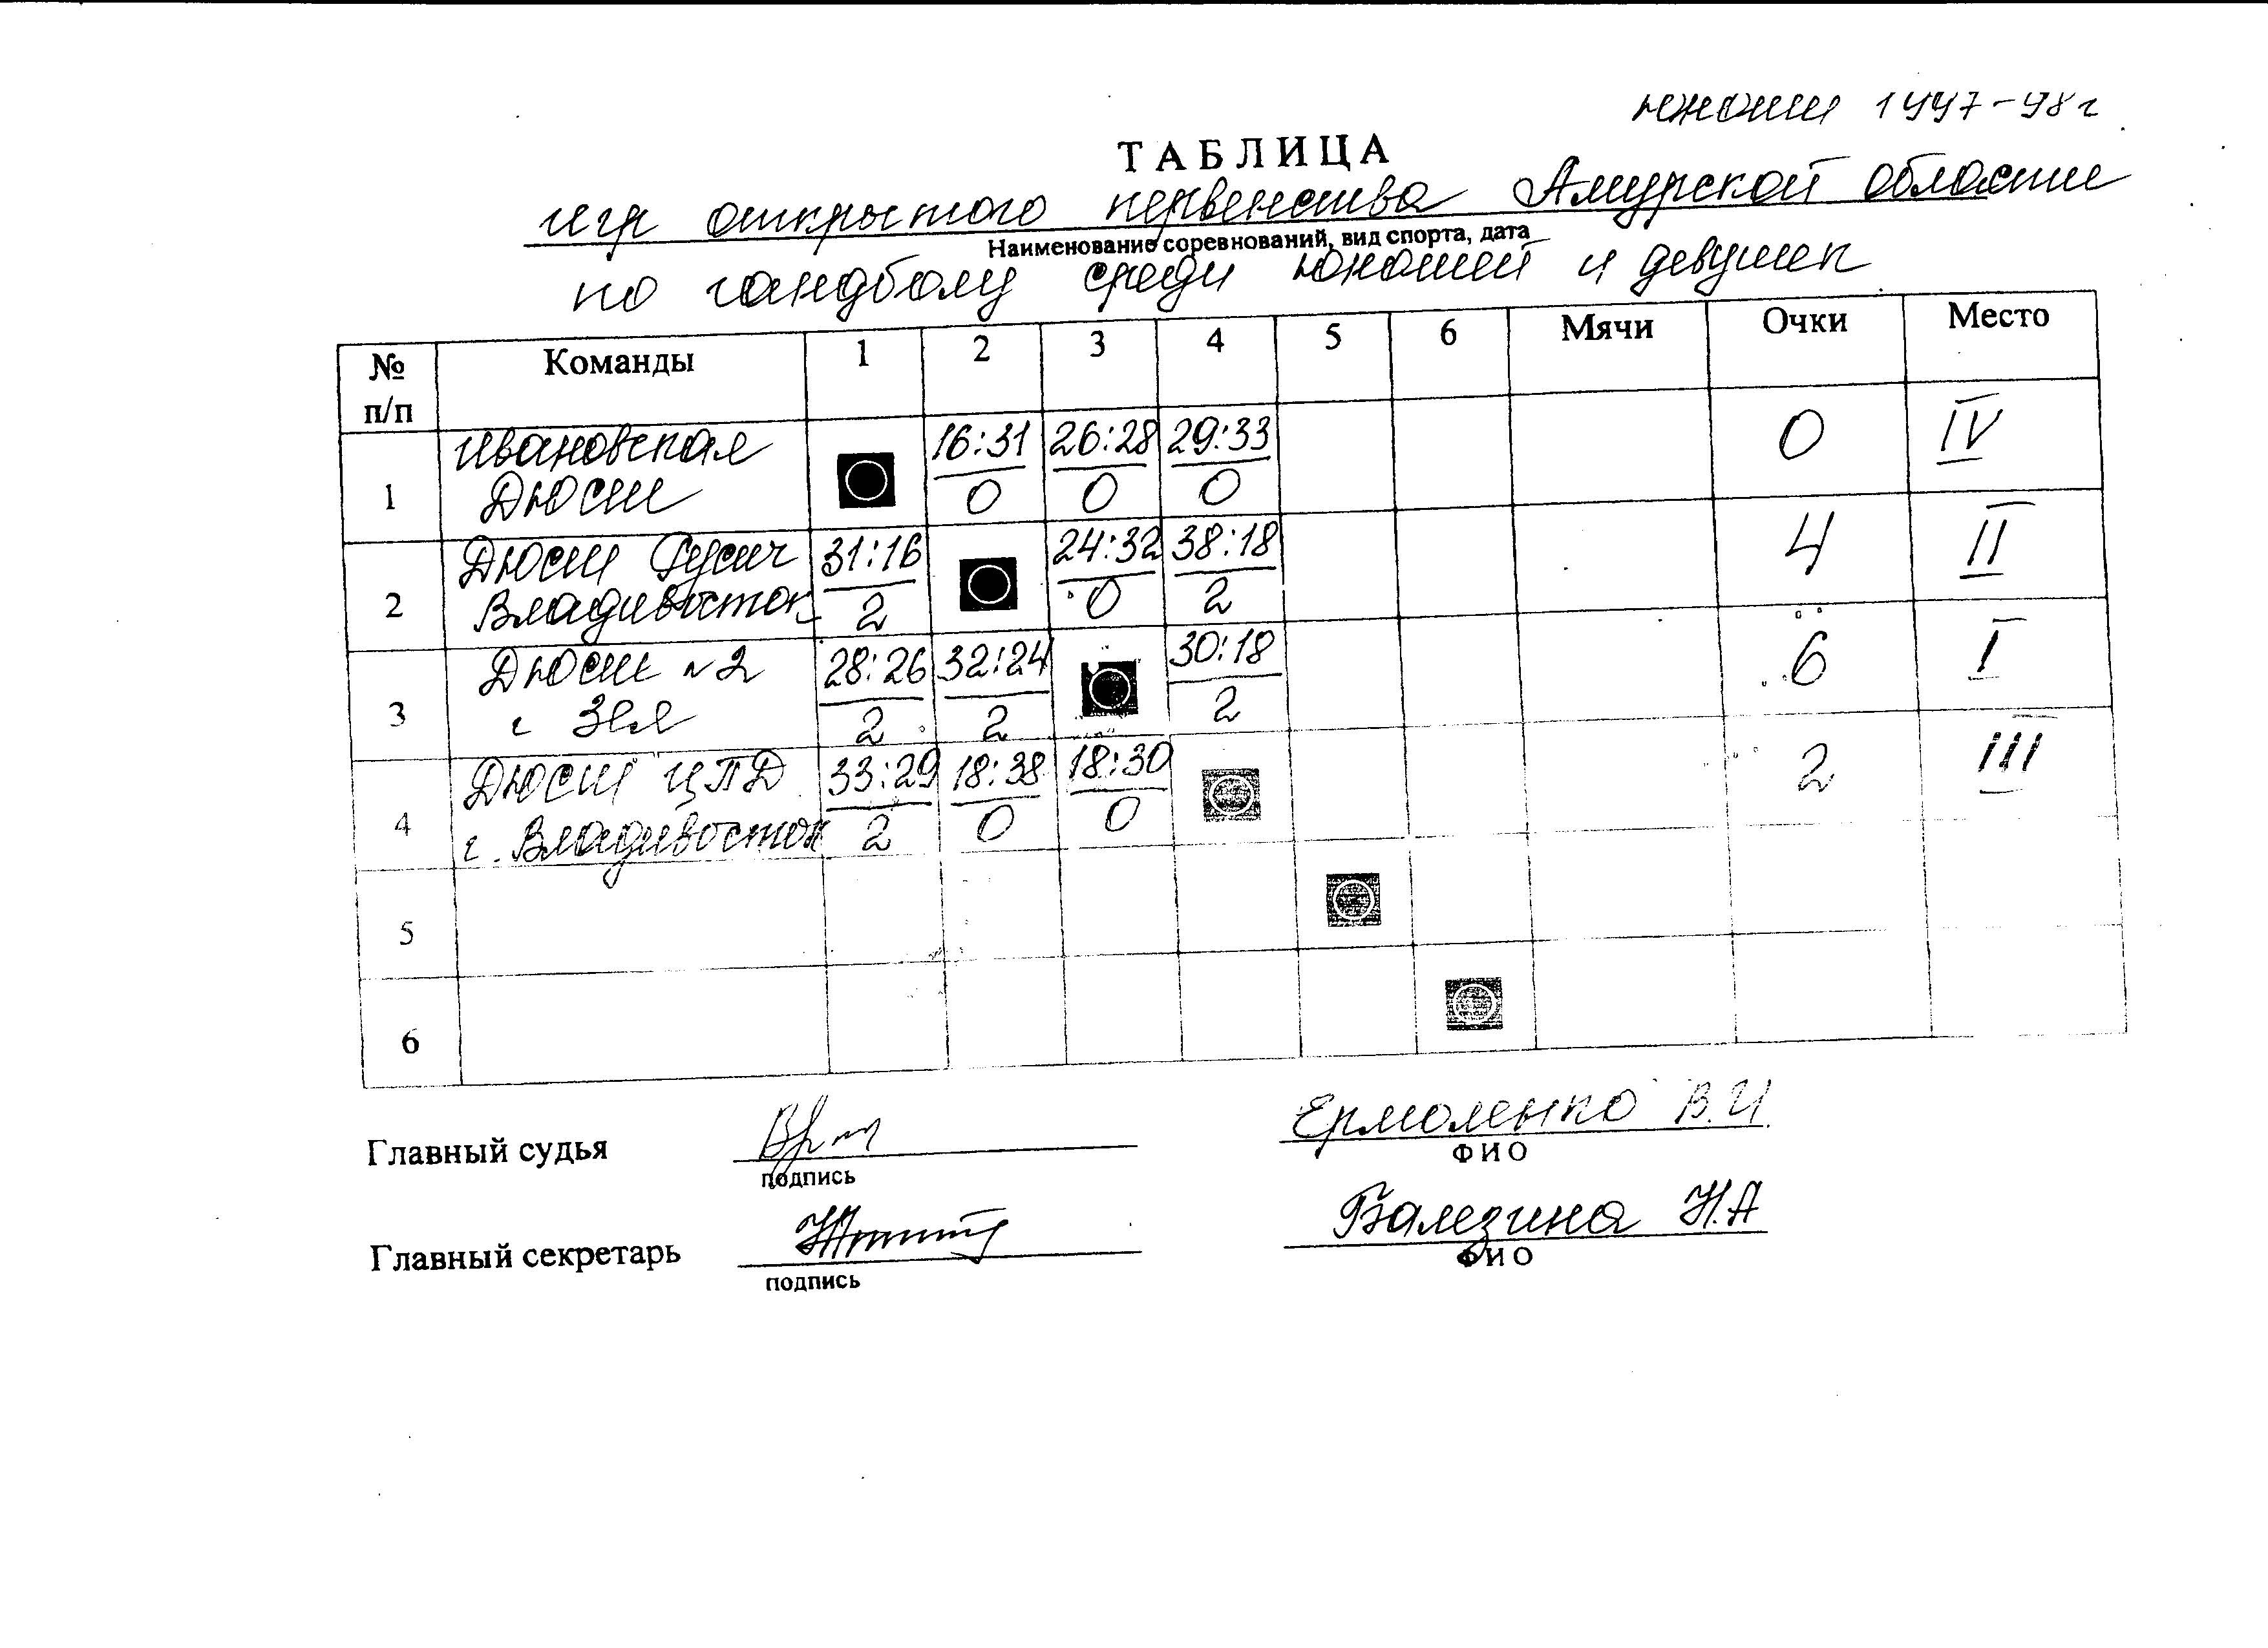 юноши 1997-98г
ТАБЛИЦА
игр открытого первенства Амурской области
Наименование соревнований, вид спорта, дата
по гандболу среди юношей и девушек
№ п/п Команды 1 2 3 4 5 6 Мячи Очки Место
1 Ивановская ДЮСШ 16:31 0 26:28 0 29:33 0 0 IV
2 ДЮСШ Русич Владивосток 31:16 2 24:32 0 38:18 2 4 II
3 ДЮСШ №2 г Зея 28:26 2 32:24 2 30:18 2 6 I
4 ДЮСШ ЦПД г. Владивосток 33:29 2 18:38 0 18:30 0 2 III
5
6
Главный судья Ермоленко В.И.
подпись ФИО
Главный секретарь Балезина Н.А
подпись ФИО